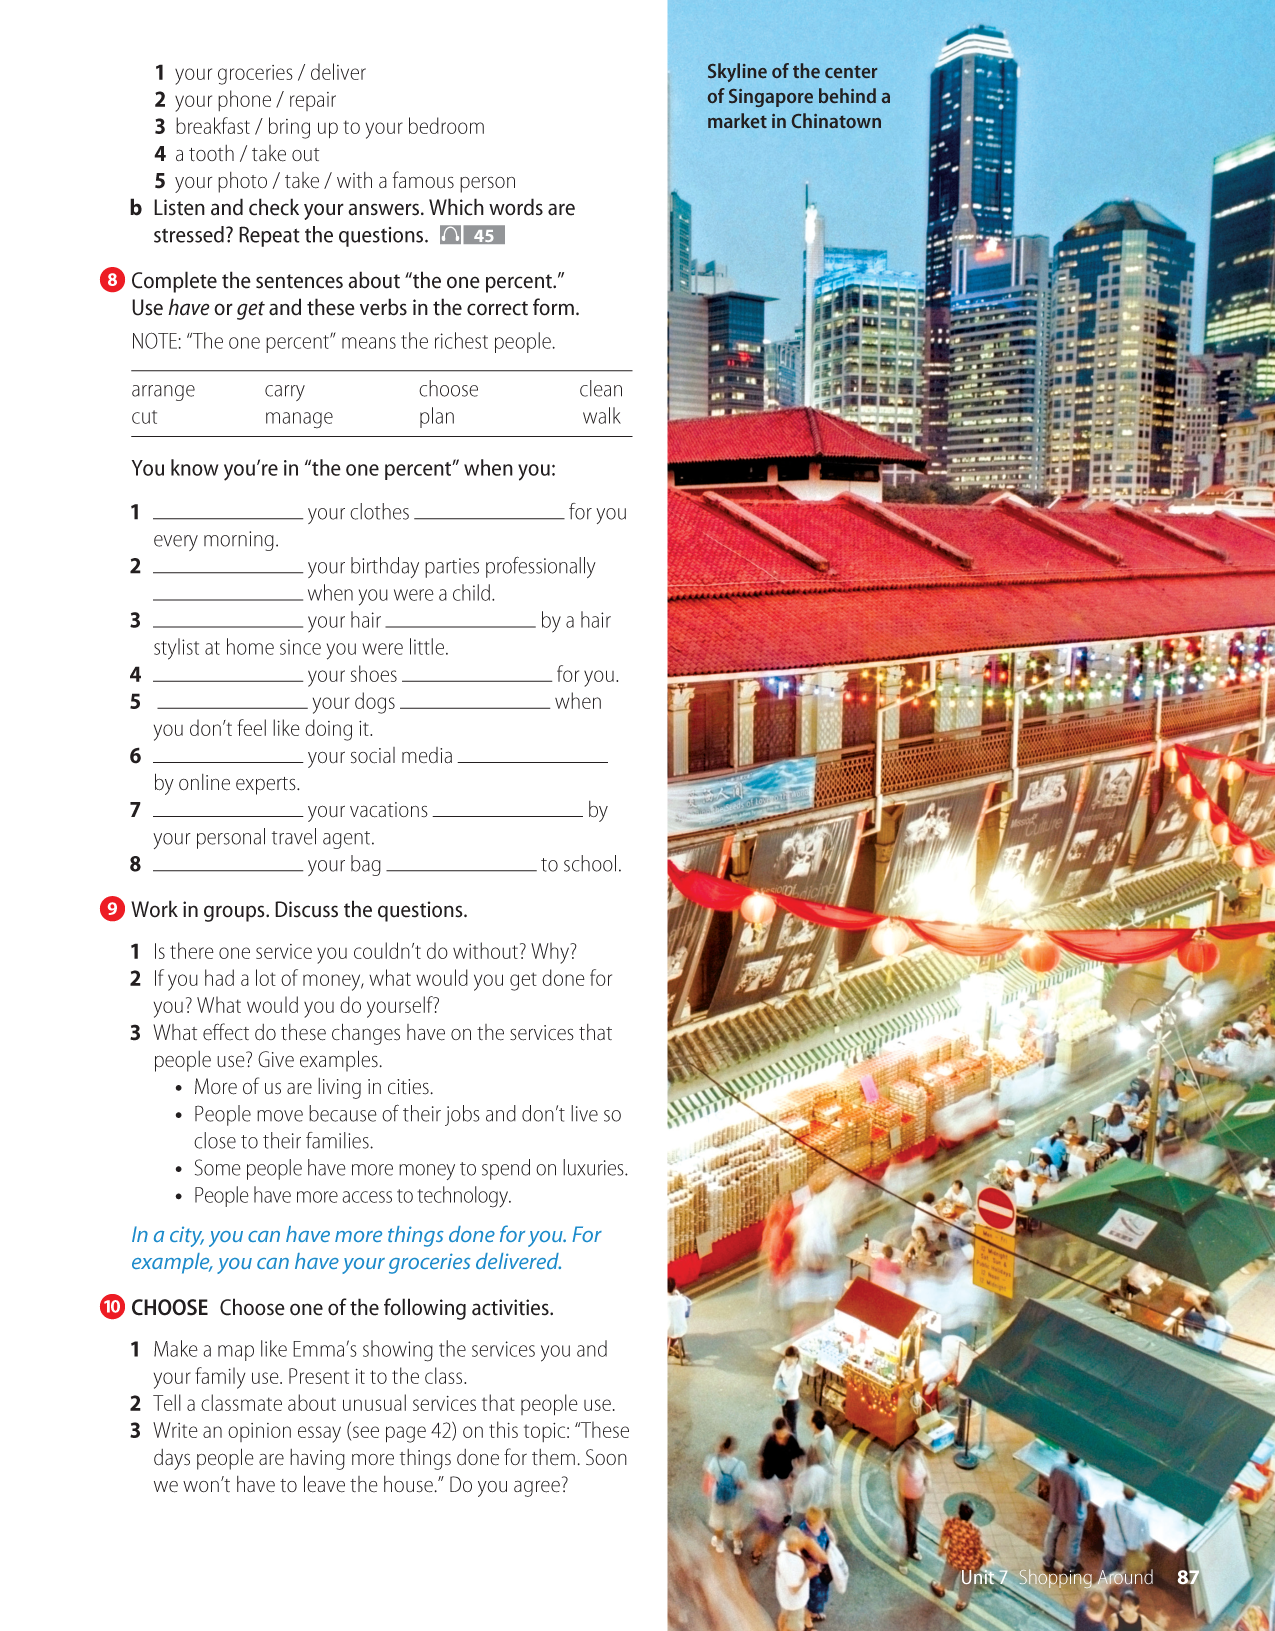 1 your groceries / deliver
2 your phone / repair
3 breakfast / bring up to your bedroom
4 a tooth / take out
5 your photo / take / with a famous person
b Listen and check your answers. Which words are
stressed? Repeat the questions. 45
8 Complete the sentences about “the one percent.”
Use have or get and these verbs in the correct form.
NOTE: “The one percent” means the richest people.
arrange carry choose clean
cut manage plan walk
You know you’re in “the one percent” when you:
1 ______________ your clothes ______________ for you
every morning.
2 ______________ your birthday parties professionally
______________ when you were a child.
3 ______________ your hair ______________ by a hair
stylist at home since you were little.
4 ______________ your shoes ______________ for you.
5 ______________ your dogs ______________ when
you don’t feel like doing it.
6 ______________ your social media ______________
by online experts.
7 ______________ your vacations ______________ by
your personal travel agent.
8 ______________ your bag ______________ to school.
9 Work in groups. Discuss the questions.
1 Is there one service you couldn’t do without? Why?
2 If you had a lot of money, what would you get done for
you? What would you do yourself?
3 What effect do these changes have on the services that
people use? Give examples.
• More of us are living in cities.
• People move because of their jobs and don’t live so
close to their families.
• Some people have more money to spend on luxuries.
• People have more access to technology.
In a city, you can have more things done for you. For
example, you can have your groceries delivered.
10 CHOOSE Choose one of the following activities.
1 Make a map like Emma’s showing the services you and
your family use. Present it to the class.
2 Tell a classmate about unusual services that people use.
3 Write an opinion essay (see page 42) on this topic: “These
days people are having more things done for them. Soon
we won’t have to leave the house.” Do you agree?
Skyline of the center
of Singapore behind a
market in Chinatown
Unit 7 Shopping Around 87